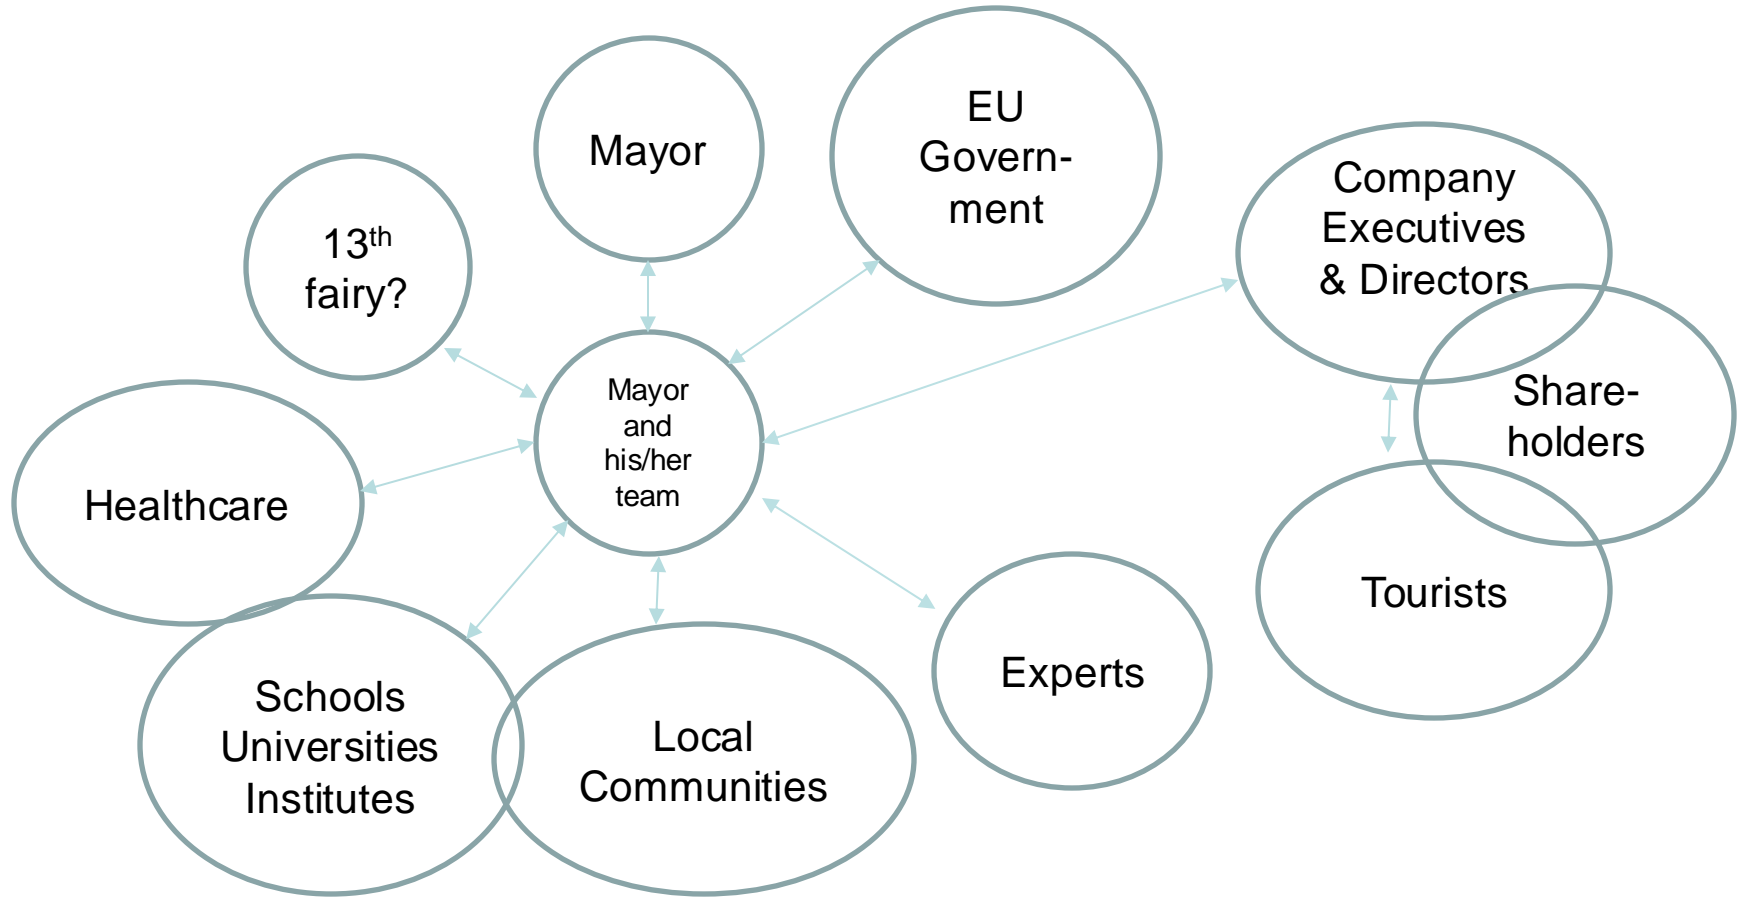 Mayor
EU
Govern-
ment
Company
Executives
& Directors
13th
fairy?
Mayor
and
his/her
team
Share-
holders
Healthcare
Tourists
Experts
Schools
Universities
Institutes
Local
Communities